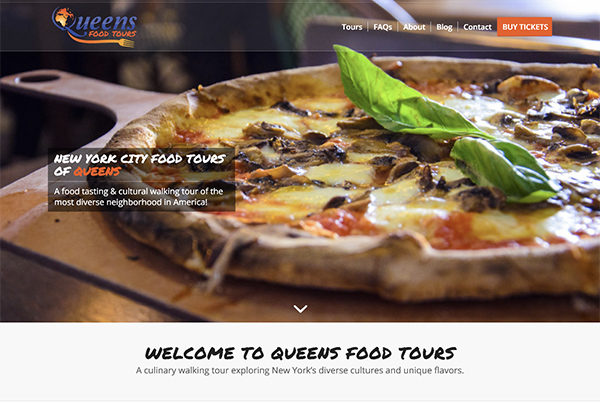 Queens
FOOD TOURS
Tours FAQs About Blog Contact BUY TICKETS
NEW YORK CITY FOOD TOURS
OF QUEENS
A food tasting & cultural walking tour of the
most diverse neighborhood in America!
WELCOME TO QUEENS FOOD TOURS
A culinary walking tour exploring New York's diverse cultures and unique flavors.